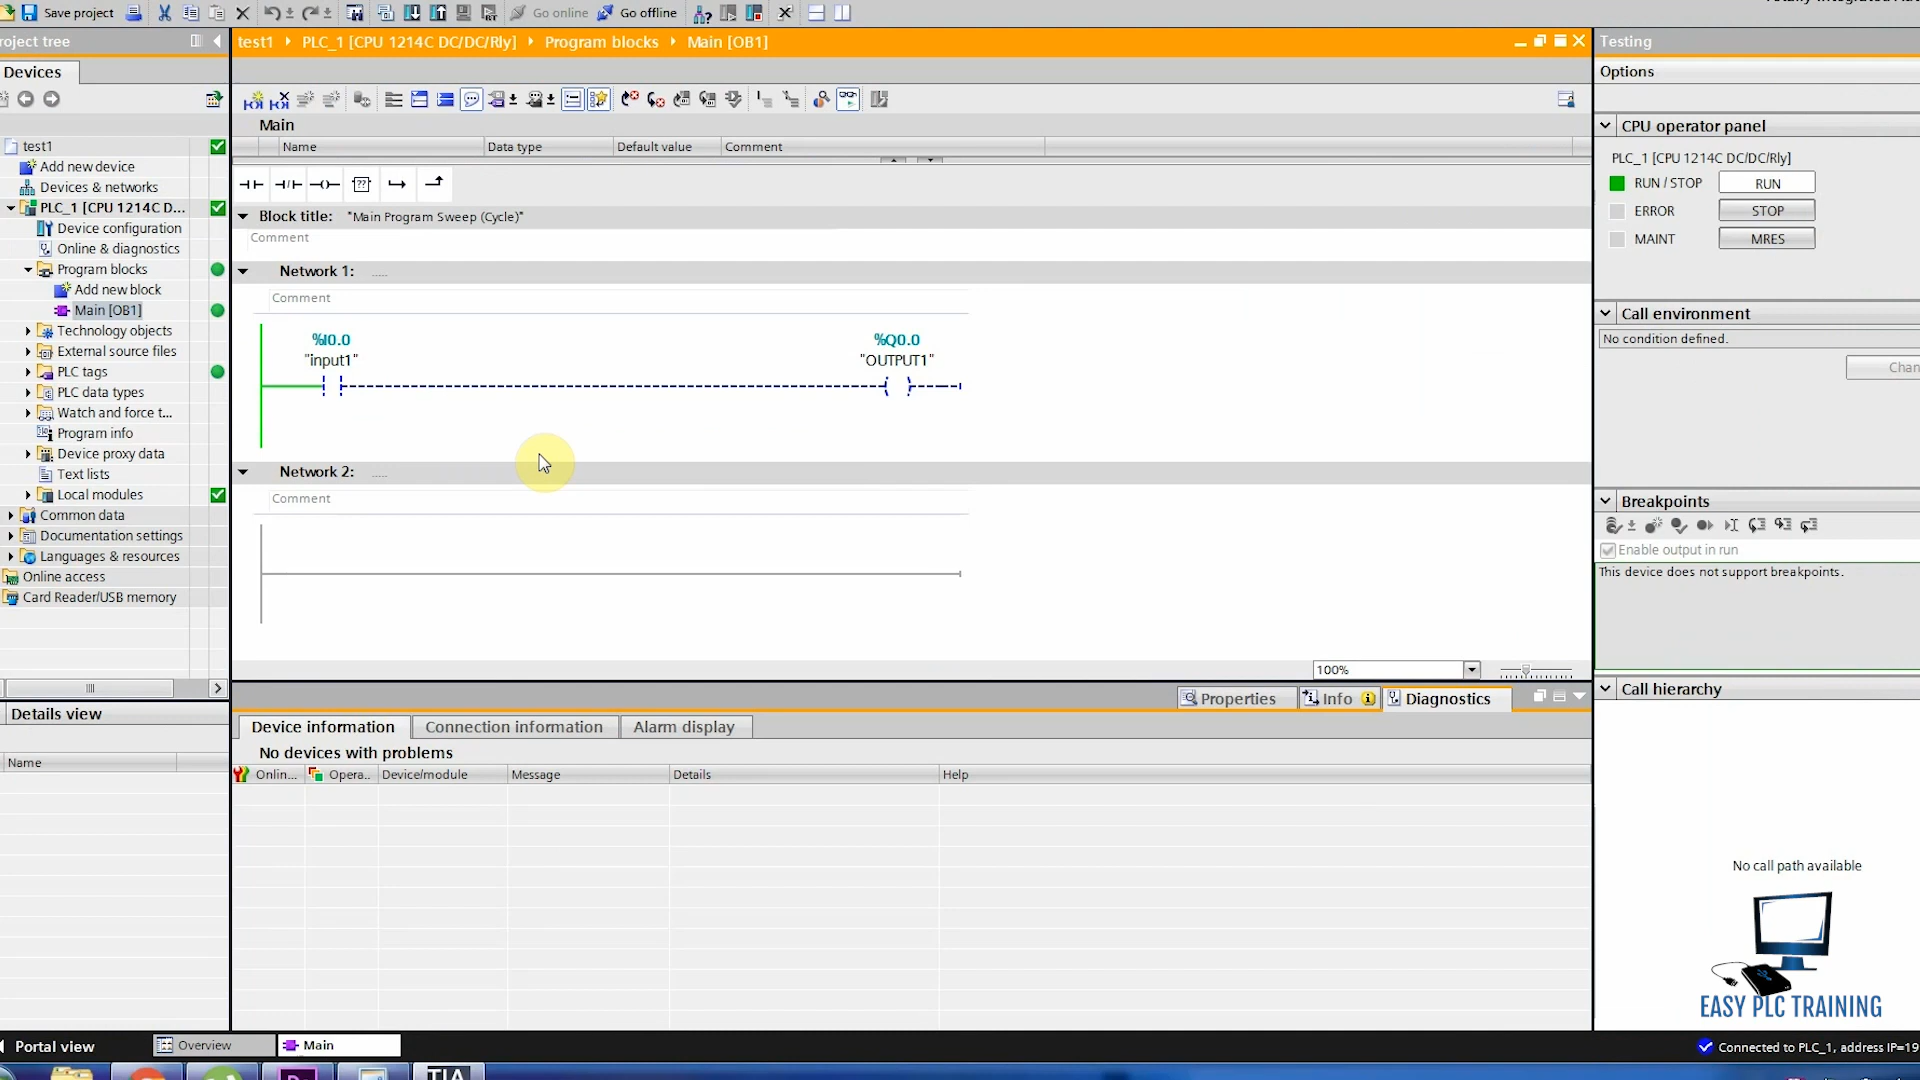 Save project
Go online
Go offline
roject tree
test1 PLC_1 [CPU 1214C DC/DC/Rly] Program blocks Main [OB1]
Testing
Devices
Options
Main
CPU operator panel
Name Data type Default value Comment
test1
Add new device
Devices & networks
PLC_1 [CPU 1214C D...
Device configuration
Online & diagnostics
Program blocks
Add new block
Main [OB1]
Technology objects
External source files
PLC tags
PLC data types
Watch and force t...
Program info
Device proxy data
Text lists
Local modules
Common data
Documentation settings
Languages & resources
Online access
Card Reader/USB memory
??
Block title: "Main Program Sweep (Cycle)"
Comment
Network 1: .....
Comment
%I0.0 %Q0.0
"input1" "OUTPUT1"
Network 2: .....
Comment
100%
PLC_1 [CPU 1214C DC/DC/Rly]
RUN / STOP RUN
ERROR STOP
MAINT MRES
Call environment
No condition defined.
Chan
Breakpoints
Enable output in run
This device does not support breakpoints.
Call hierarchy
No call path available
EASY PLC TRAINING
Details view
Name
Properties Info Diagnostics
Device information Connection information Alarm display
No devices with problems
Onlin... Opera.. Device/module Message Details Help
Portal view Overview Main
Connected to PLC_1, address IP=19
TIA